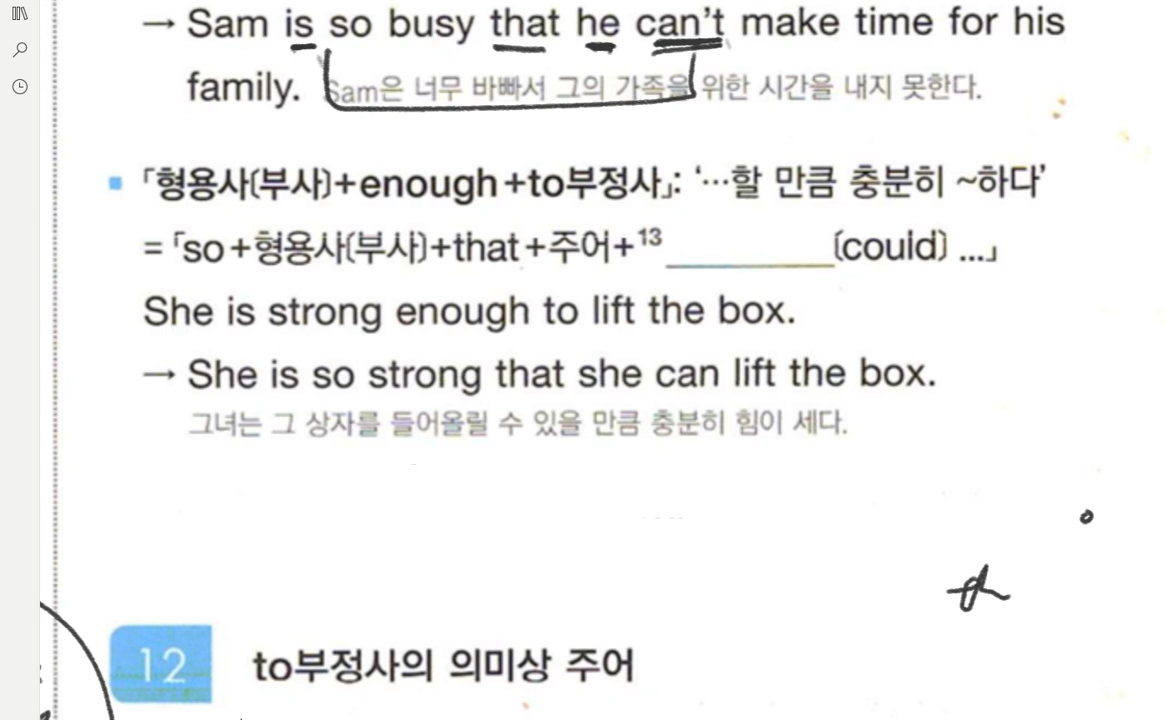 → Sam is so busy that he can't make time for his
family. Sam은 너무 바빠서 그의 가족을 위한 시간을 내지 못한다.
▪ 「형용사(부사)+enough+to부정사」: '…할 만큼 충분히 ~하다'
= 「so+형용사(부사)+that+주어+¹³________(could) ...」
She is strong enough to lift the box.
→ She is so strong that she can lift the box.
그녀는 그 상자를 들어올릴 수 있을 만큼 충분히 힘이 세다.
12 to부정사의 의미상 주어